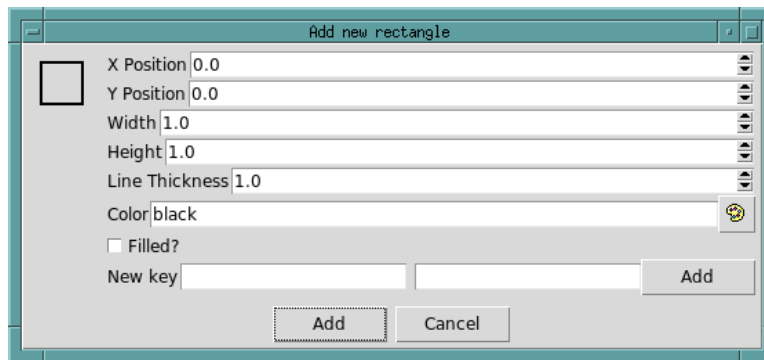 Add new rectangle
X Position 0.0
Y Position 0.0
Width 1.0
Height 1.0
Line Thickness 1.0
Color black
Filled?
New key Add
Add Cancel